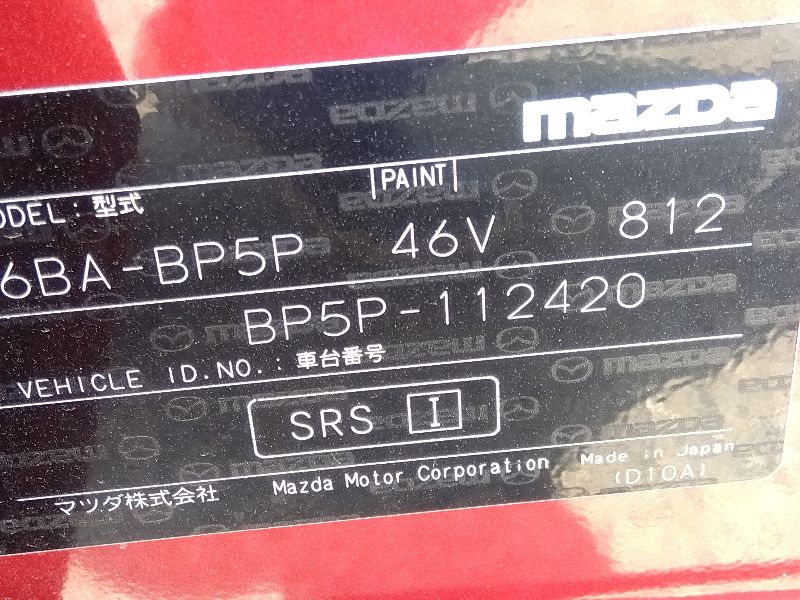 mazda
ODEL : 型式
PAINT
6BA-BP5P 46V 812
BP5P-112420
VEHICLE ID.NO. : 車台番号
SRS I
マツダ株式会社 Mazda Motor Corporation Made in Japan
(D10A)